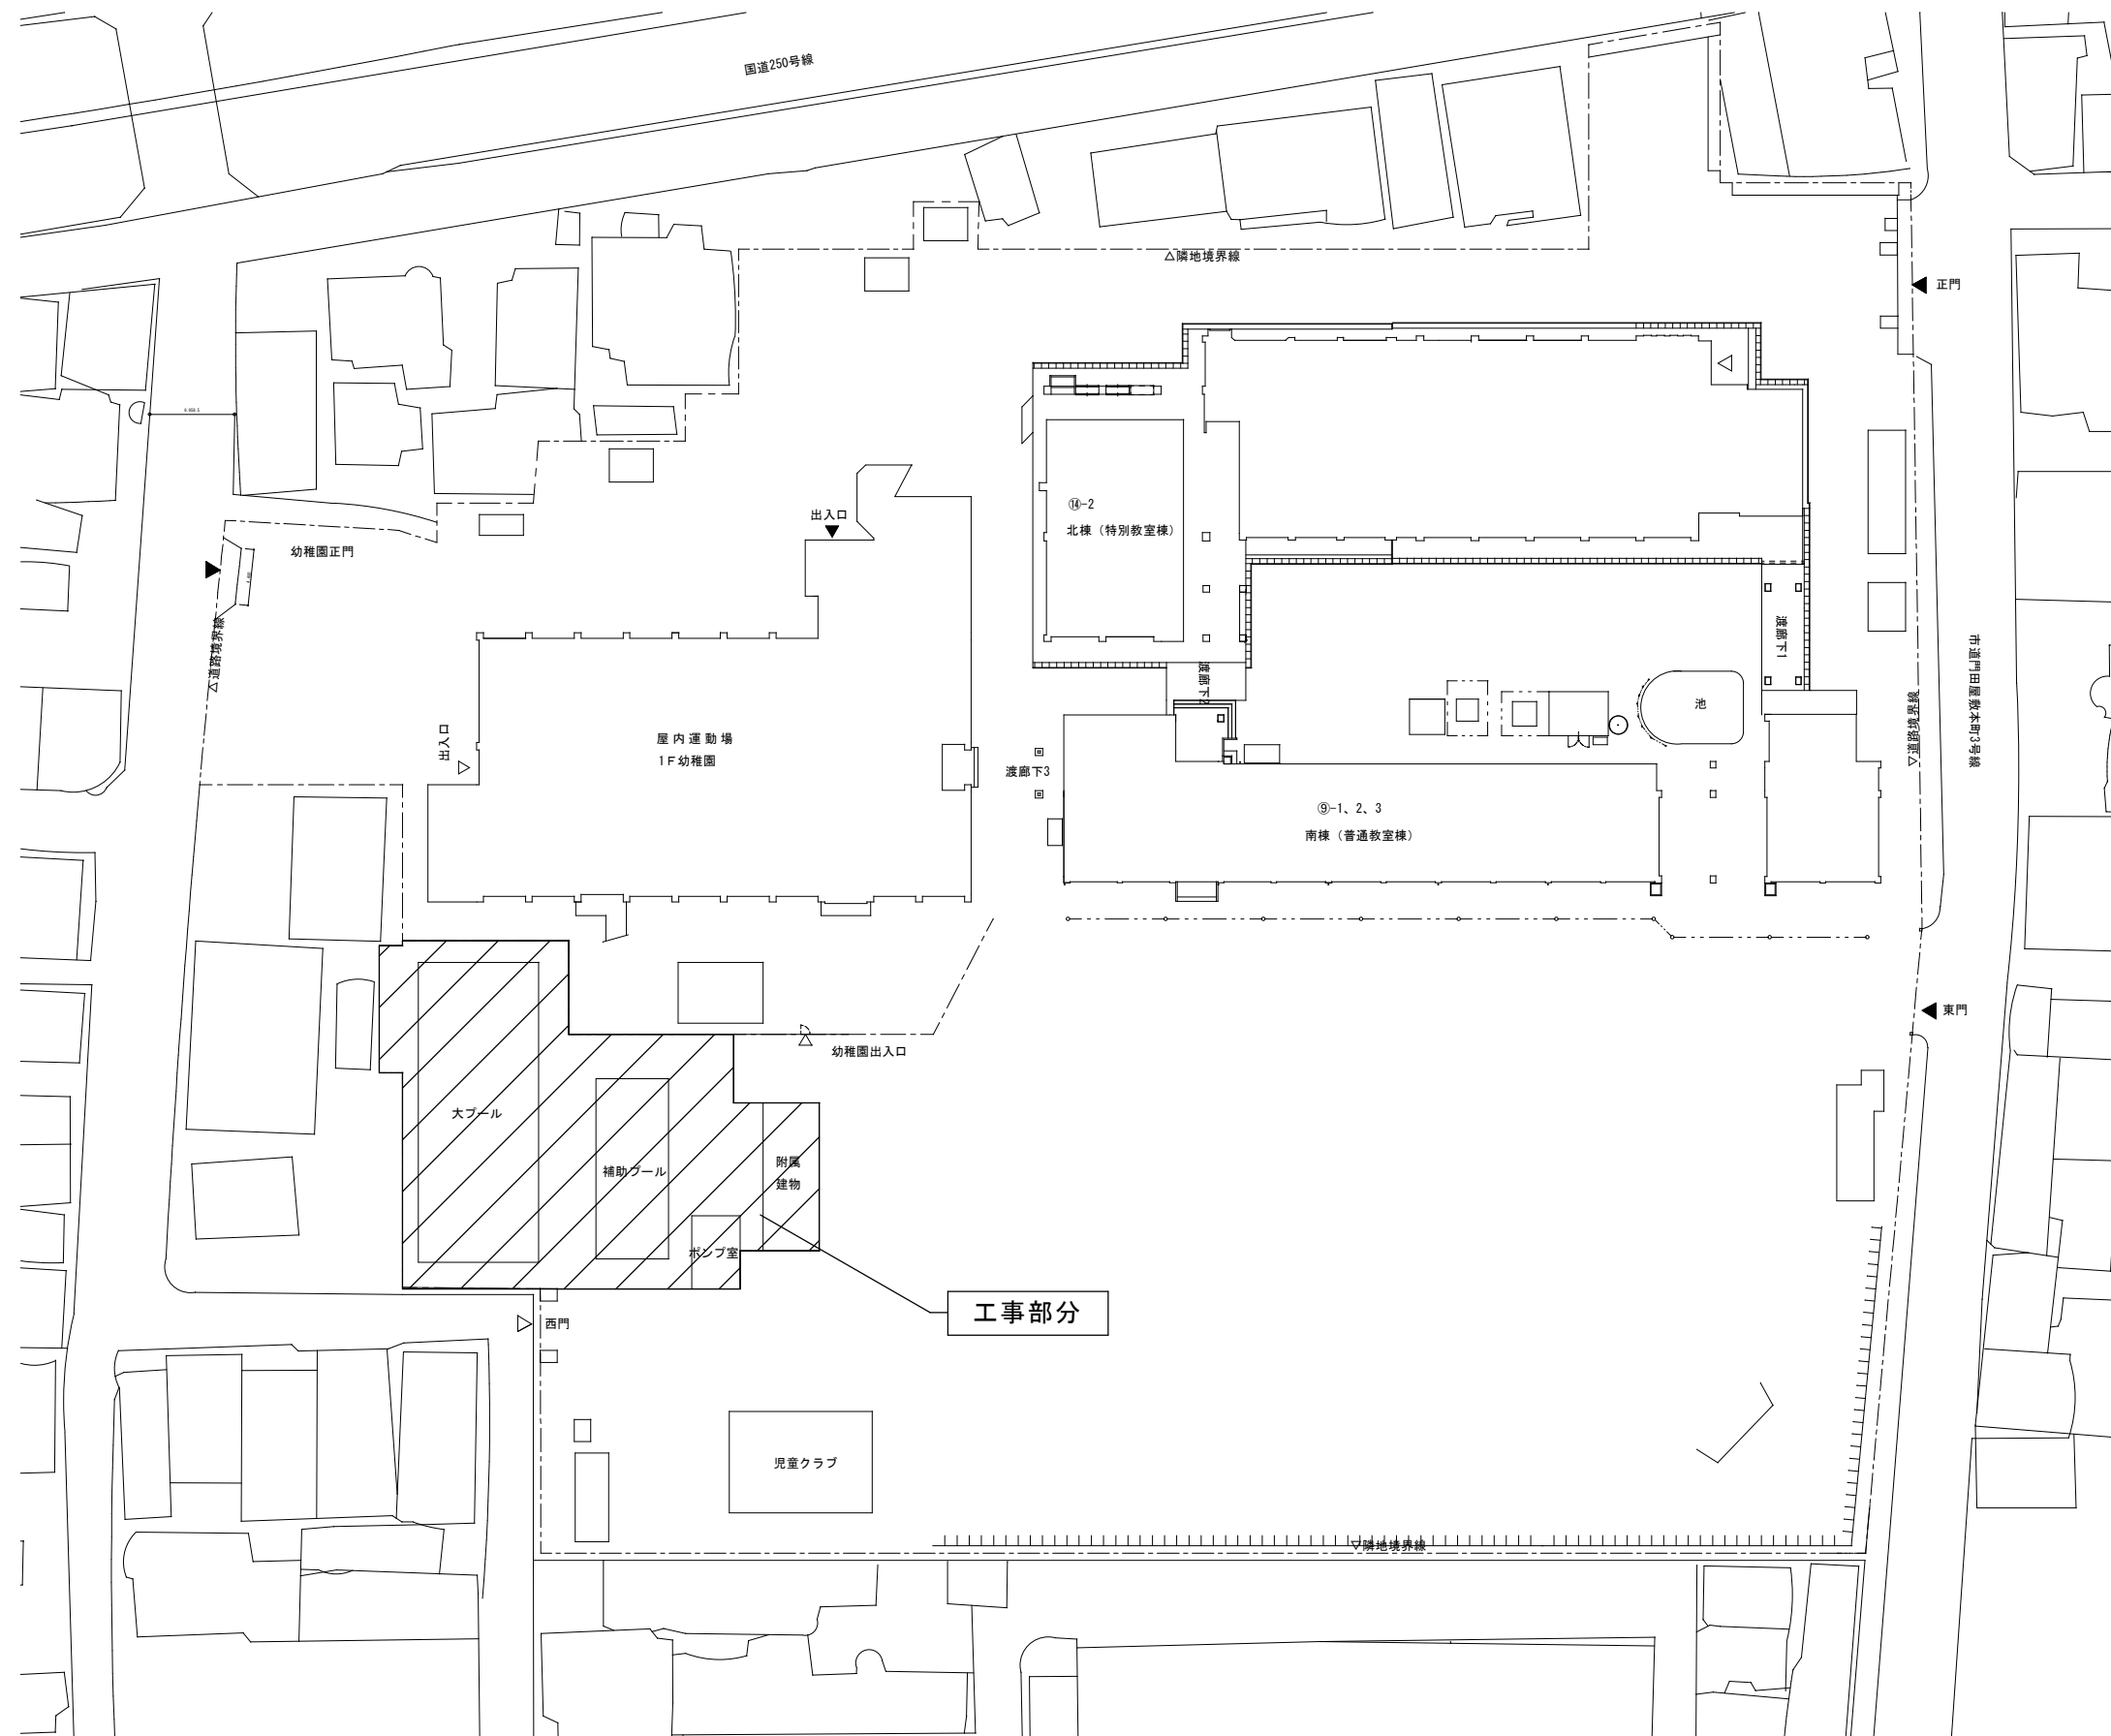 国道250号線
△隣地境界線
正門
⑭-2
北棟（特別教室棟）
出入口
幼稚園正門
△道路境界線
渡廊下1
市道門田屋敷本町3号線
渡廊下2
池
▽道路境界線
出入口
屋内運動場
1F幼稚園
渡廊下3
⑨-1、2、3
南棟（普通教室棟）
東門
幼稚園出入口
大プール
補助プール
附属
建物
ポンプ室
工事部分
西門
児童クラブ
▽隣地境界線